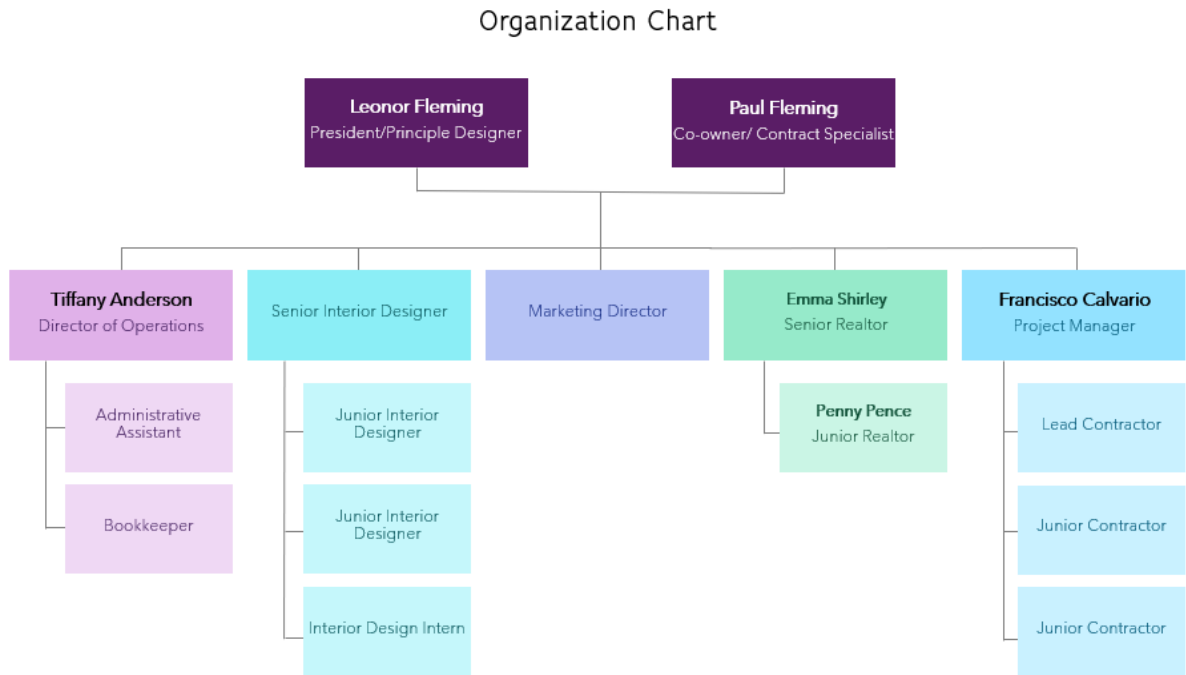 Organization Chart
Leonor Fleming
President/Principle Designer
Paul Fleming
Co-owner/ Contract Specialist
Tiffany Anderson
Director of Operations
Administrative
Assistant
Bookkeeper
Senior Interior Designer
Junior Interior
Designer
Junior Interior
Designer
Interior Design Intern
Marketing Director
Emma Shirley
Senior Realtor
Penny Pence
Junior Realtor
Francisco Calvario
Project Manager
Lead Contractor
Junior Contractor
Junior Contractor